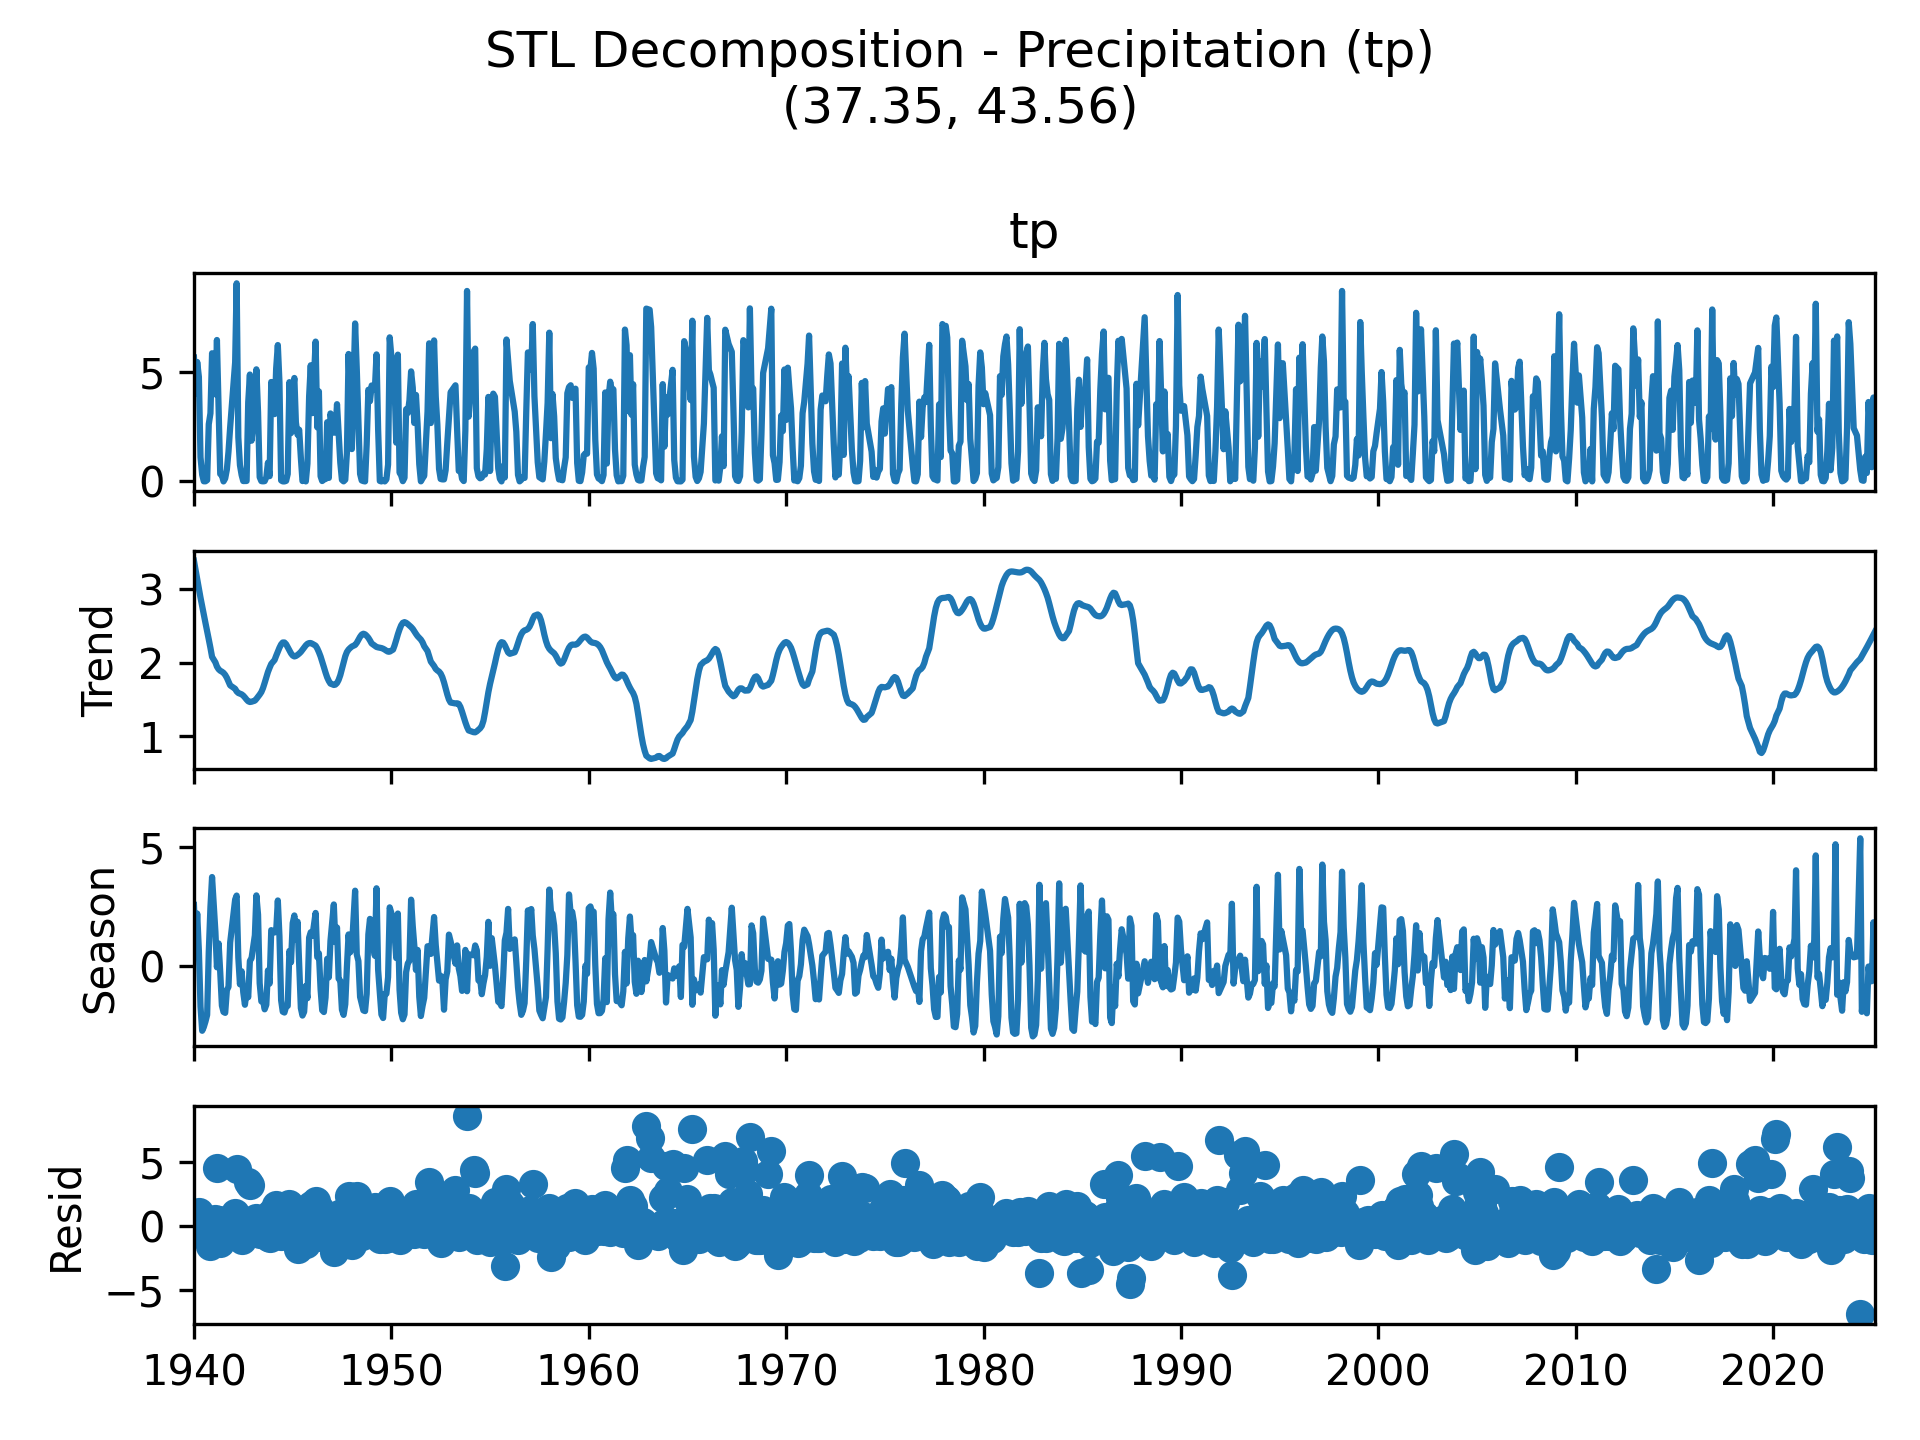 STL Decomposition - Precipitation (tp)
(37.35, 43.56)
tp
5
0
Trend
3
2
1
Season
5
0
Resid
5
0
−5
1940 1950 1960 1970 1980 1990 2000 2010 2020